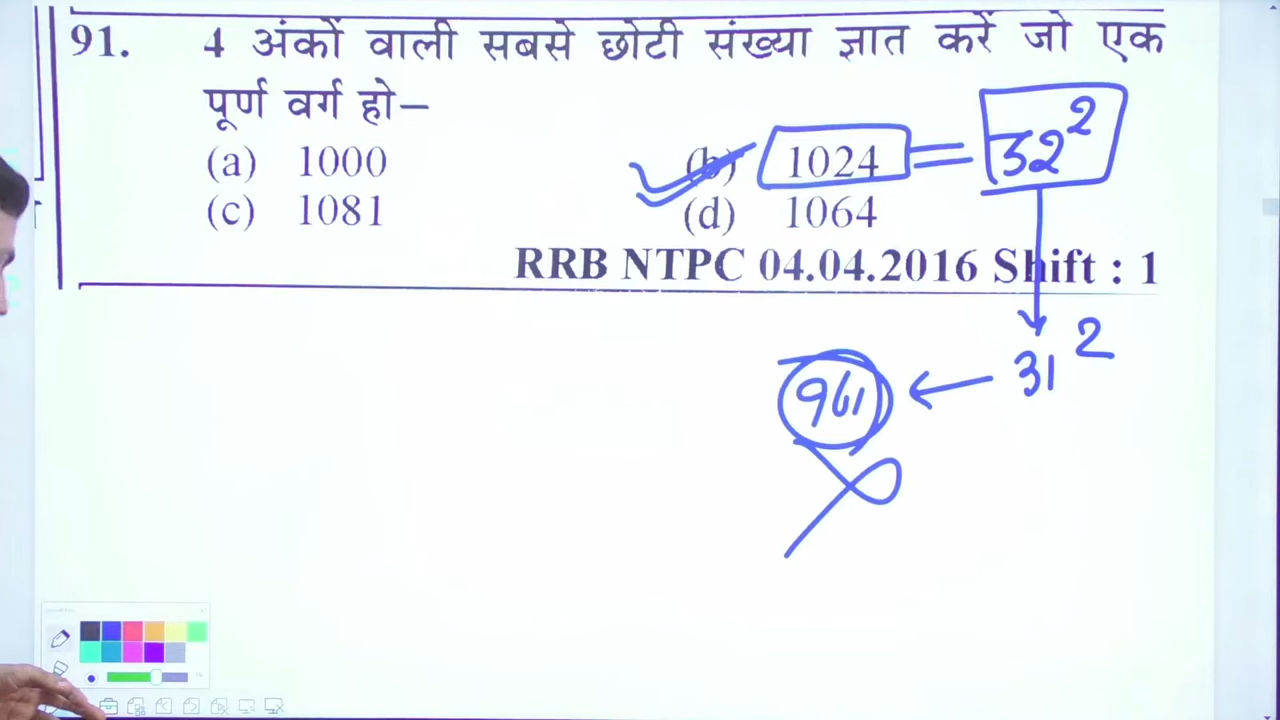 91. 4 अंकों वाली सबसे छोटी संख्या ज्ञात करें जो एक
पूर्ण वर्ग हो–
(a) 1000 (b) 1024 = 32²
(c) 1081 (d) 1064
RRB NTPC 04.04.2016 Shift : 1
31²
961